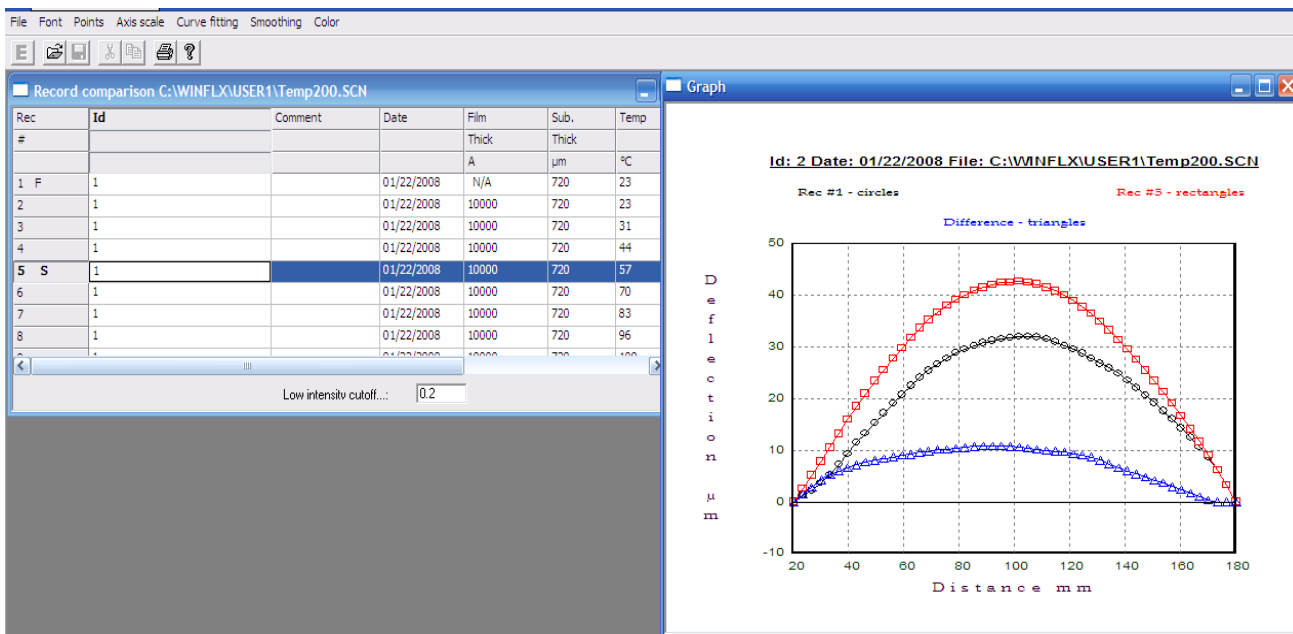 File Font Points Axis scale Curve fitting Smoothing Color
E
Record comparison C:\WINFLX\USER1\Temp200.SCN
Rec Id Comment Date Film Sub. Temp
# Thick Thick
A µm °C
1 F 1 01/22/2008 N/A 720 23
2 1 01/22/2008 10000 720 23
3 1 01/22/2008 10000 720 31
4 1 01/22/2008 10000 720 44
5 S 1 01/22/2008 10000 720 57
6 1 01/22/2008 10000 720 70
7 1 01/22/2008 10000 720 83
8 1 01/22/2008 10000 720 96
Low intensity cutoff...: 0.2
Graph
Id: 2 Date: 01/22/2008 File: C:\WINFLX\USER1\Temp200.SCN
Rec #1 - circles Rec #5 - rectangles
Difference - triangles
Deflection µm
50
40
30
20
10
0
-10
20 40 60 80 100 120 140 160 180
Distance mm